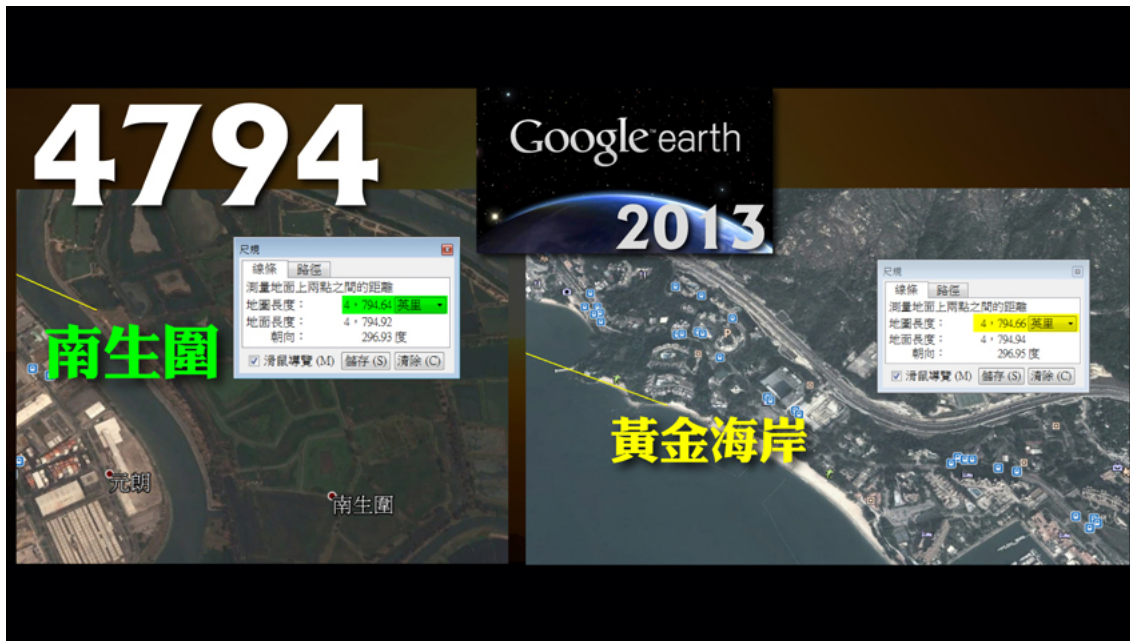 4794
Google™ earth
2013
尺規
線條 路徑
測量地面上兩點之間的距離
地圖長度： 4，794.64 英里
地面長度： 4，794.92
朝向： 296.93 度
滑鼠導覽 (M) 儲存 (S) 清除 (C)
南生圍
元朗
南生圍
尺規
線條 路徑
測量地面上兩點之間的距離
地圖長度： 4，794.66 英里
地面長度： 4，794.94
朝向： 296.95 度
滑鼠導覽 (M) 儲存 (S) 清除 (C)
黃金海岸